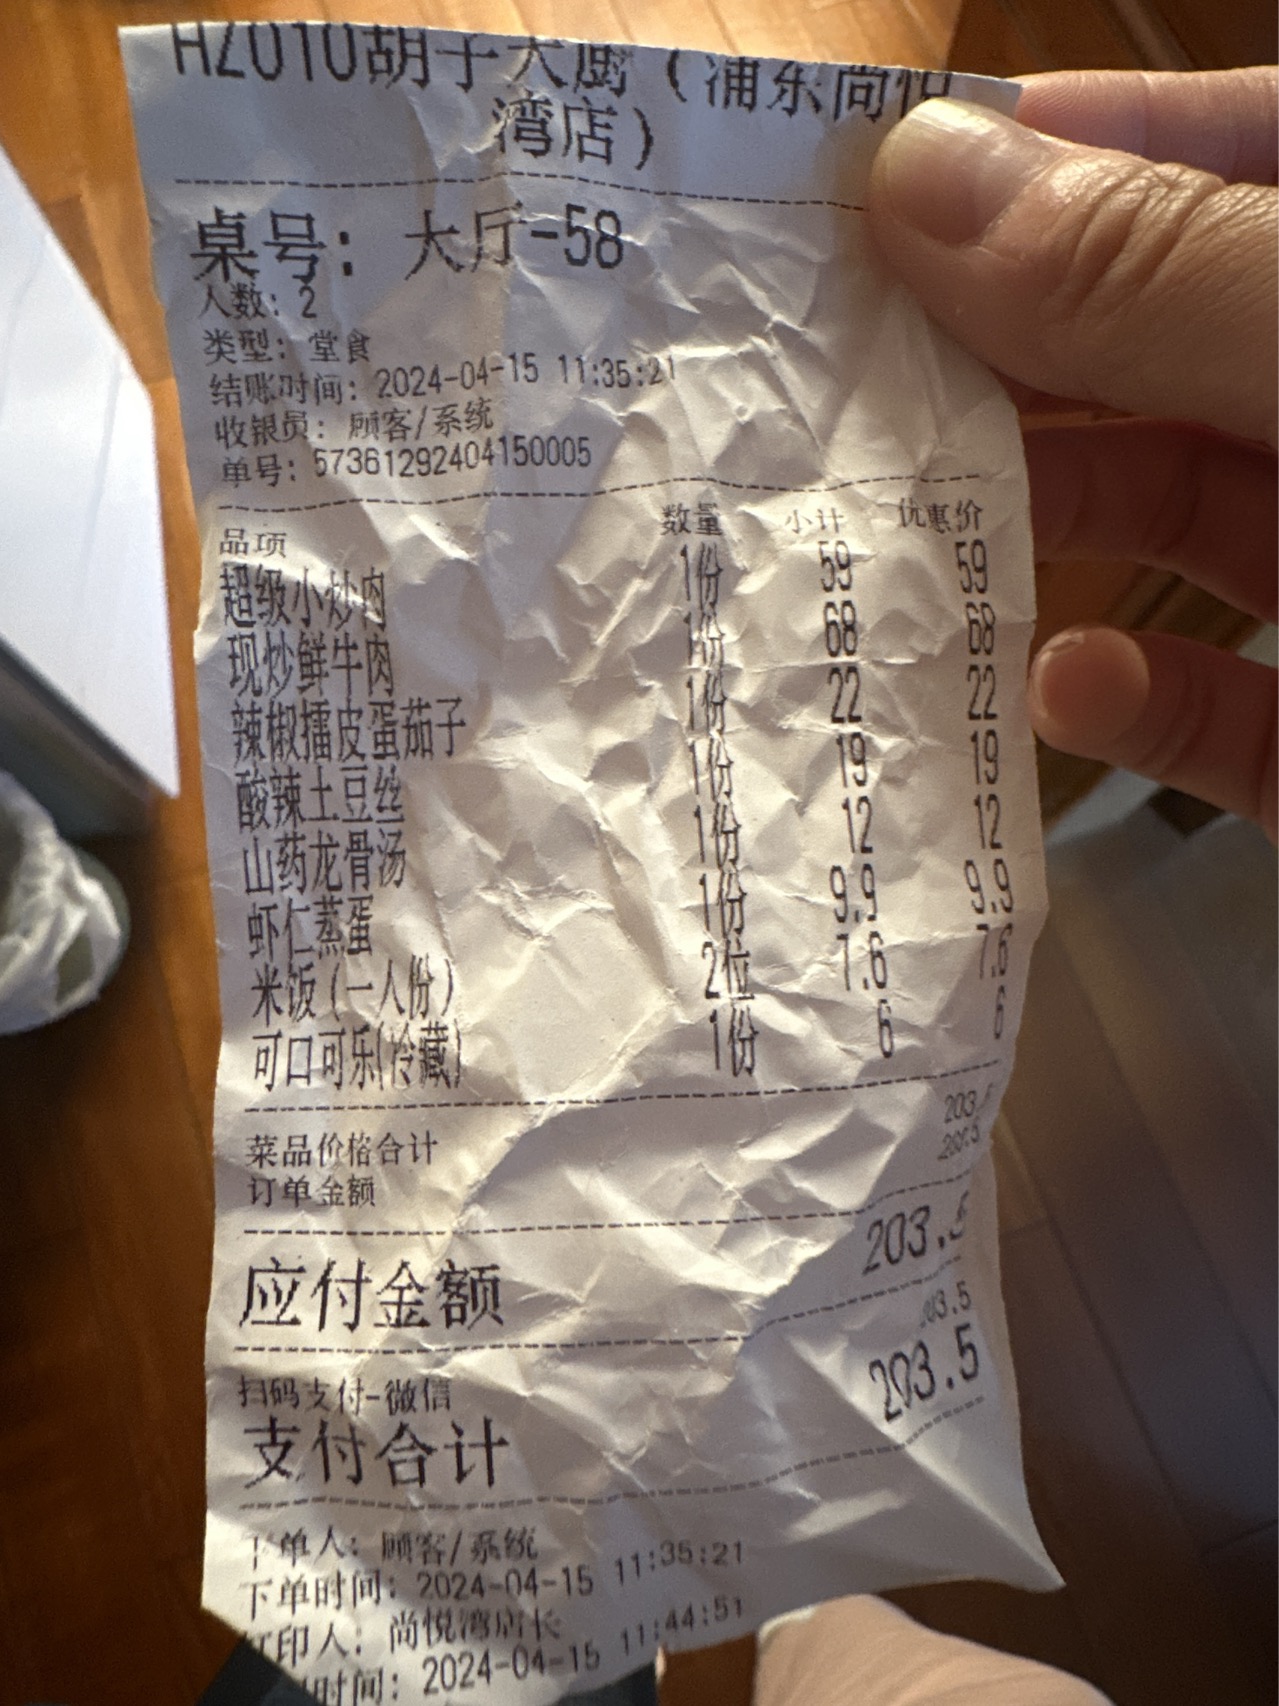 HZ010胡子大厨（浦东尚悦
湾店）
桌号：大厅-58
人数：2
类型：堂食
结账时间：2024-04-15 11:35:21
收银员：顾客/系统
单号：57361292404150005
品项 数量 小计 优惠价
超级小炒肉 1份 59 59
现炒鲜牛肉 1份 68 68
辣椒擂皮蛋茄子 1份 22 22
酸辣土豆丝 1份 19 19
山药龙骨汤 1份 12 12
虾仁蒸蛋 1份 9.9 9.9
米饭（一人份） 2位 7.6 7.6
可口可乐(冷藏) 1份 6 6
菜品价格合计 203.5
订单金额 203.5
应付金额 203.5
扫码支付-微信 203.5
支付合计 203.5
下单人：顾客/系统
下单时间：2024-04-15 11:35:21
打印人：尚悦湾店长
时间：2024-04-15 11:44:51